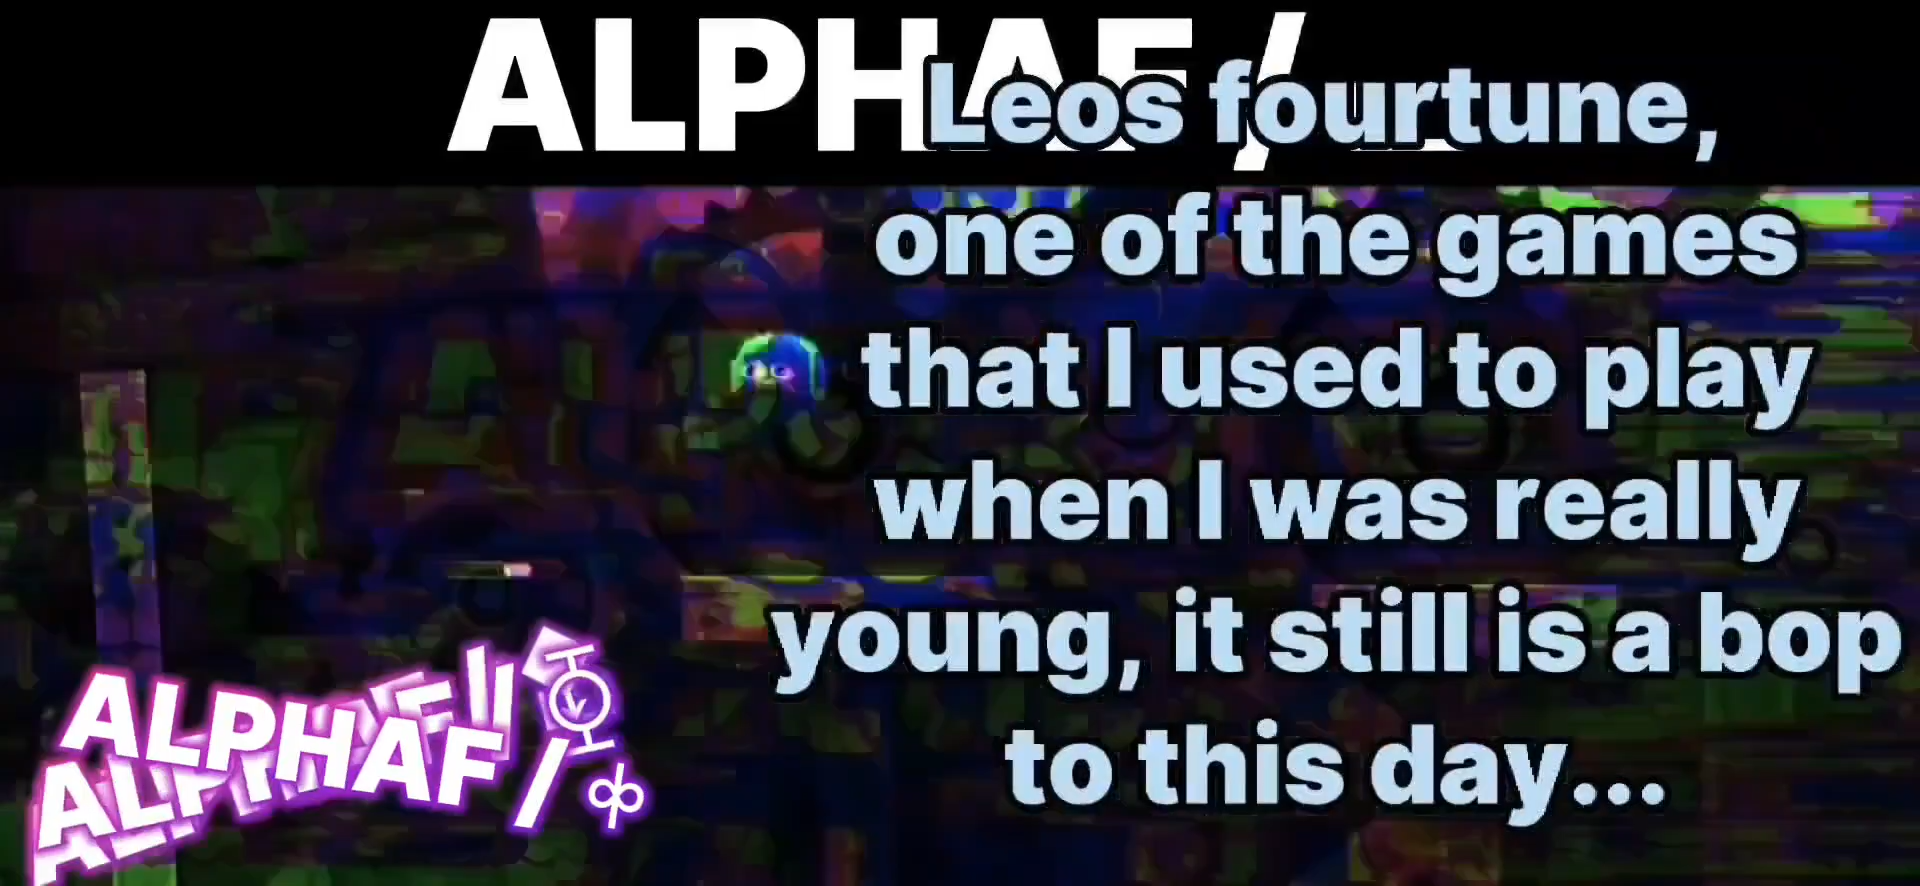 ALPHAF/_
Leos fourtune,
one of the games
that I used to play
when I was really
young, it still is a bop
to this day...
ALPHAF/